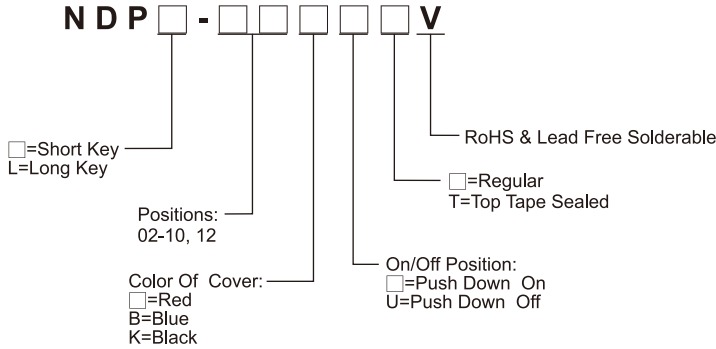 NDP□-□□□□□V
RoHS & Lead Free Solderable
□=Short Key
L=Long Key
□=Regular
T=Top Tape Sealed
Positions:
02-10, 12
On/Off Position:
□=Push Down On
U=Push Down Off
Color Of Cover:
□=Red
B=Blue
K=Black